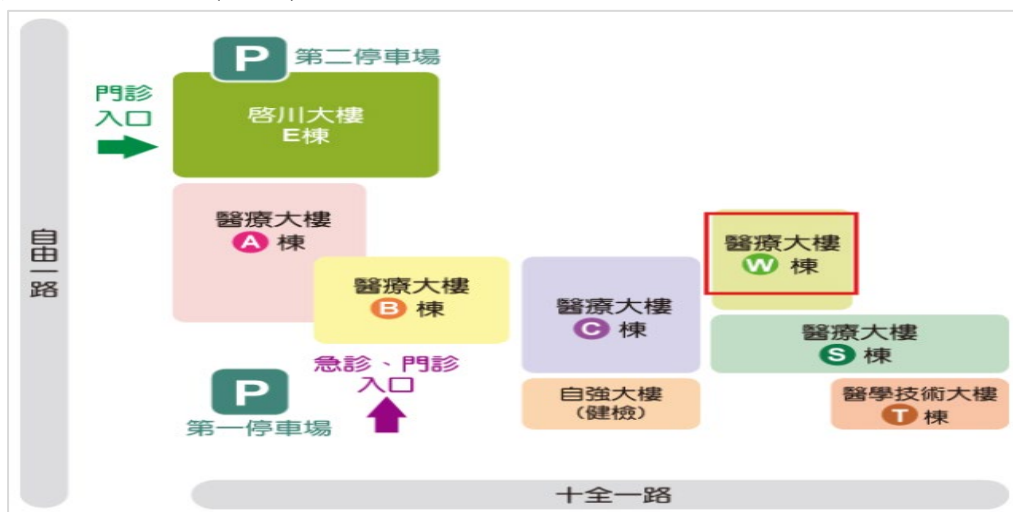 P 第二停車場
門診
入口
啓川大樓
E棟
自由一路
醫療大樓
A 棟
醫療大樓
B 棟
醫療大樓
C 棟
醫療大樓
W 棟
醫療大樓
S 棟
急診、門診
入口
P
第一停車場
自強大樓
(健檢)
醫學技術大樓
T 棟
十全一路